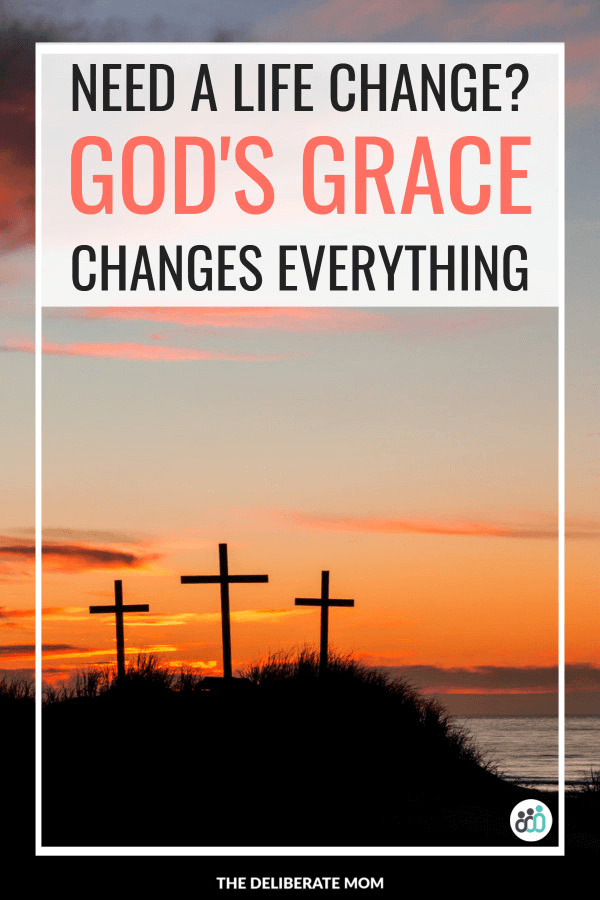 NEED A LIFE CHANGE?
GOD'S GRACE
CHANGES EVERYTHING
THE DELIBERATE MOM